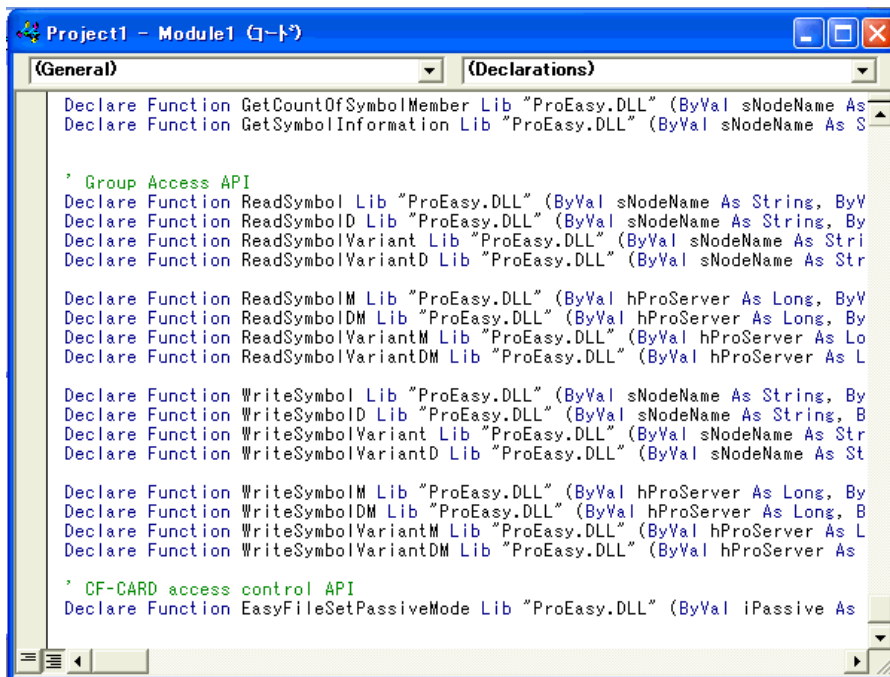 Project1 - Module1 (ｺｰﾄﾞ)
(General)
(Declarations)
Declare Function GetCountOfSymbolMember Lib "ProEasy.DLL" (ByVal sNodeName As
Declare Function GetSymbolInformation Lib "ProEasy.DLL" (ByVal sNodeName As S
' Group Access API
Declare Function ReadSymbol Lib "ProEasy.DLL" (ByVal sNodeName As String, ByV
Declare Function ReadSymbolD Lib "ProEasy.DLL" (ByVal sNodeName As String, By
Declare Function ReadSymbolVariant Lib "ProEasy.DLL" (ByVal sNodeName As Stri
Declare Function ReadSymbolVariantD Lib "ProEasy.DLL" (ByVal sNodeName As Str
Declare Function ReadSymbolM Lib "ProEasy.DLL" (ByVal hProServer As Long, ByV
Declare Function ReadSymbolDM Lib "ProEasy.DLL" (ByVal hProServer As Long, By
Declare Function ReadSymbolVariantM Lib "ProEasy.DLL" (ByVal hProServer As Lo
Declare Function ReadSymbolVariantDM Lib "ProEasy.DLL" (ByVal hProServer As L
Declare Function WriteSymbol Lib "ProEasy.DLL" (ByVal sNodeName As String, By
Declare Function WriteSymbolD Lib "ProEasy.DLL" (ByVal sNodeName As String, B
Declare Function WriteSymbolVariant Lib "ProEasy.DLL" (ByVal sNodeName As Str
Declare Function WriteSymbolVariantD Lib "ProEasy.DLL" (ByVal sNodeName As St
Declare Function WriteSymbolM Lib "ProEasy.DLL" (ByVal hProServer As Long, By
Declare Function WriteSymbolDM Lib "ProEasy.DLL" (ByVal hProServer As Long, B
Declare Function WriteSymbolVariantM Lib "ProEasy.DLL" (ByVal hProServer As L
Declare Function WriteSymbolVariantDM Lib "ProEasy.DLL" (ByVal hProServer As
' CF-CARD access control API
Declare Function EasyFileSetPassiveMode Lib "ProEasy.DLL" (ByVal iPassive As